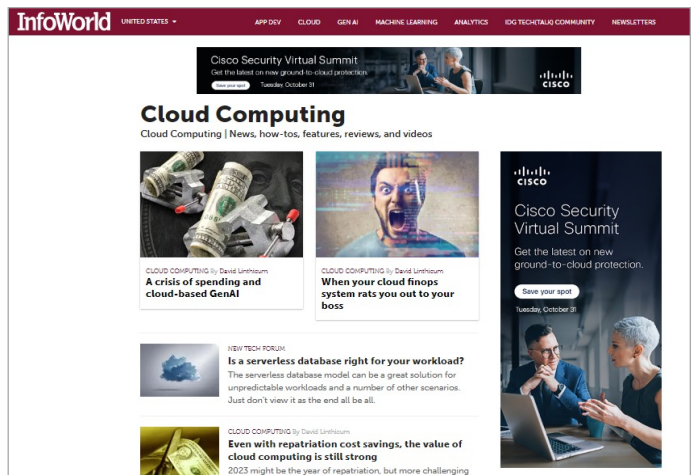 InfoWorld
UNITED STATES
APP DEV CLOUD GEN AI MACHINE LEARNING ANALYTICS IDG TECH(TALK) COMMUNITY NEWSLETTERS
Cisco Security Virtual Summit
Get the latest on new ground-to-cloud protection
Save your spot Tuesday, October 31
CISCO
Cloud Computing
Cloud Computing | News, how-tos, features, reviews, and videos
CLOUD COMPUTING By David Linthicum
A crisis of spending and
cloud-based GenAI
CLOUD COMPUTING By David Linthicum
When your cloud finops
system rats you out to your
boss
NEW TECH FORUM
Is a serverless database right for your workload?
The serverless database model can be a great solution for
unpredictable workloads and a number of other scenarios.
Just don't view it as the end all be all.
CLOUD COMPUTING By David Linthicum
Even with repatriation cost savings, the value of
cloud computing is still strong
2023 might be the year of repatriation, but more challenging
CISCO
Cisco Security
Virtual Summit
Get the latest on new
ground-to-cloud protection.
Save your spot
Tuesday, October 31